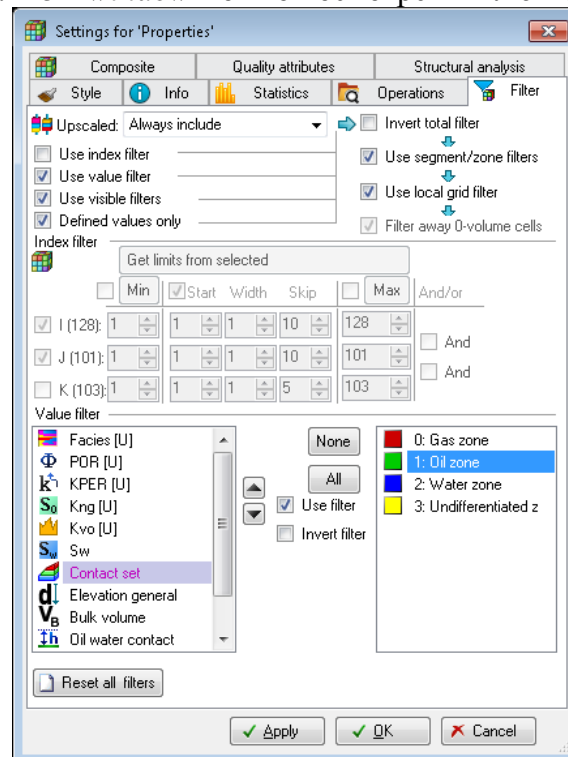 Settings for 'Properties'
Composite Quality attributes Structural analysis
Style Info Statistics Operations Filter
Upscaled: Always include Invert total filter
Use index filter
Use value filter Use segment/zone filters
Use visible filters Use local grid filter
Defined values only Filter away 0-volume cells
Index filter
Get limits from selected
Min Start Width Skip Max And/or
I (128): 1 1 1 10 128
And
J (101): 1 1 1 10 101
And
K (103): 1 1 1 5 103
Value filter
Facies [U] None 0: Gas zone
POR [U] 1: Oil zone
KPER [U] All 2: Water zone
Kng [U] Use filter 3: Undifferentiated z
Kvo [U] Invert filter
Sw
Contact set
Elevation general
Bulk volume
Oil water contact
Reset all filters
Apply OK Cancel